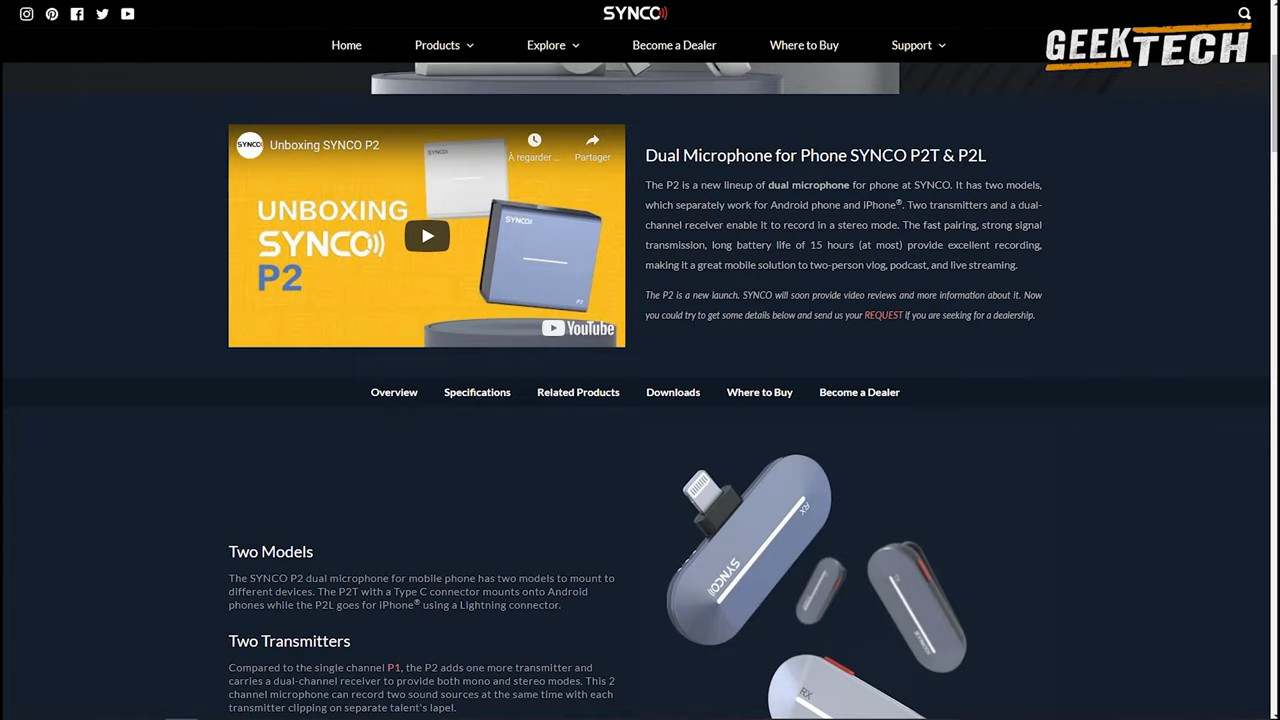 SYNCO
GEEKTECH
Home
Products
Explore
Become a Dealer
Where to Buy
Support
SYNCO
Unboxing SYNCO P2
À regarder ...
Partager
UNBOXING
SYNCO
P2
SYNCO
SYNCO
P2
YouTube
Dual Microphone for Phone SYNCO P2T & P2L
The P2 is a new lineup of dual microphone for phone at SYNCO. It has two models,
which separately work for Android phone and iPhone®. Two transmitters and a dual-
channel receiver enable it to record in a stereo mode. The fast pairing, strong signal
transmission, long battery life of 15 hours (at most) provide excellent recording,
making it a great mobile solution to two-person vlog, podcast, and live streaming.
The P2 is a new launch. SYNCO will soon provide video reviews and more information about it. Now
you could try to get some details below and send us your REQUEST if you are seeking for a dealership.
Overview
Specifications
Related Products
Downloads
Where to Buy
Become a Dealer
Two Models
The SYNCO P2 dual microphone for mobile phone has two models to mount to
different devices. The P2T with a Type C connector mounts onto Android
phones while the P2L goes for iPhone® using a Lightning connector.
Two Transmitters
Compared to the single channel P1, the P2 adds one more transmitter and
carries a dual-channel receiver to provide both mono and stereo modes. This 2
channel microphone can record two sound sources at the same time with each
transmitter clipping on separate talent's lapel.
RX
SYNCO
RX